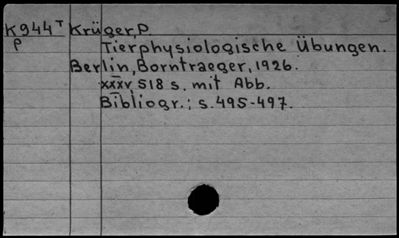 K944ᵀ Krüger,P
P Tierphysiologische Übungen.
Berlin, Borntraeger, 1926.
xxxv, 518 s. mit Abb.
Bibliogr.: s.495-497.